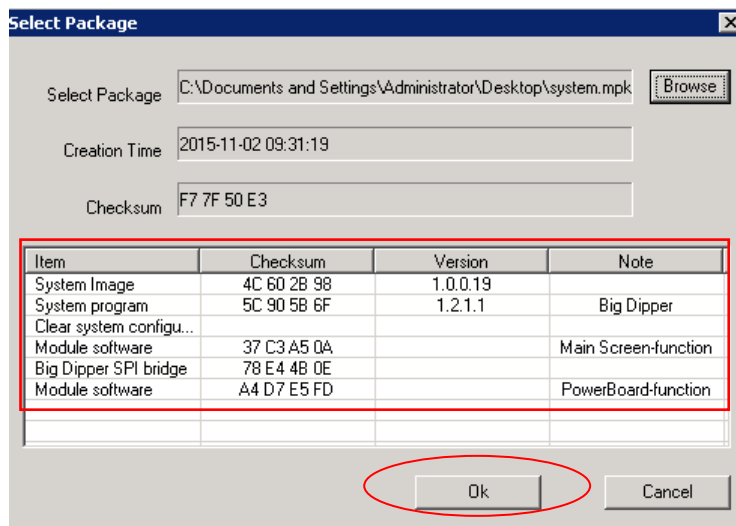 Select Package
Select Package C:\Documents and Settings\Administrator\Desktop\system.mpk Browse
Creation Time 2015-11-02 09:31:19
Checksum F7 7F 50 E3
Item Checksum Version Note
System Image 4C 60 2B 98 1.0.0.19
System program 5C 90 5B 6F 1.2.1.1 Big Dipper
Clear system configu...
Module software 37 C3 A5 0A Main Screen-function
Big Dipper SPI bridge 78 E4 4B 0E
Module software A4 D7 E5 FD PowerBoard-function
Ok Cancel